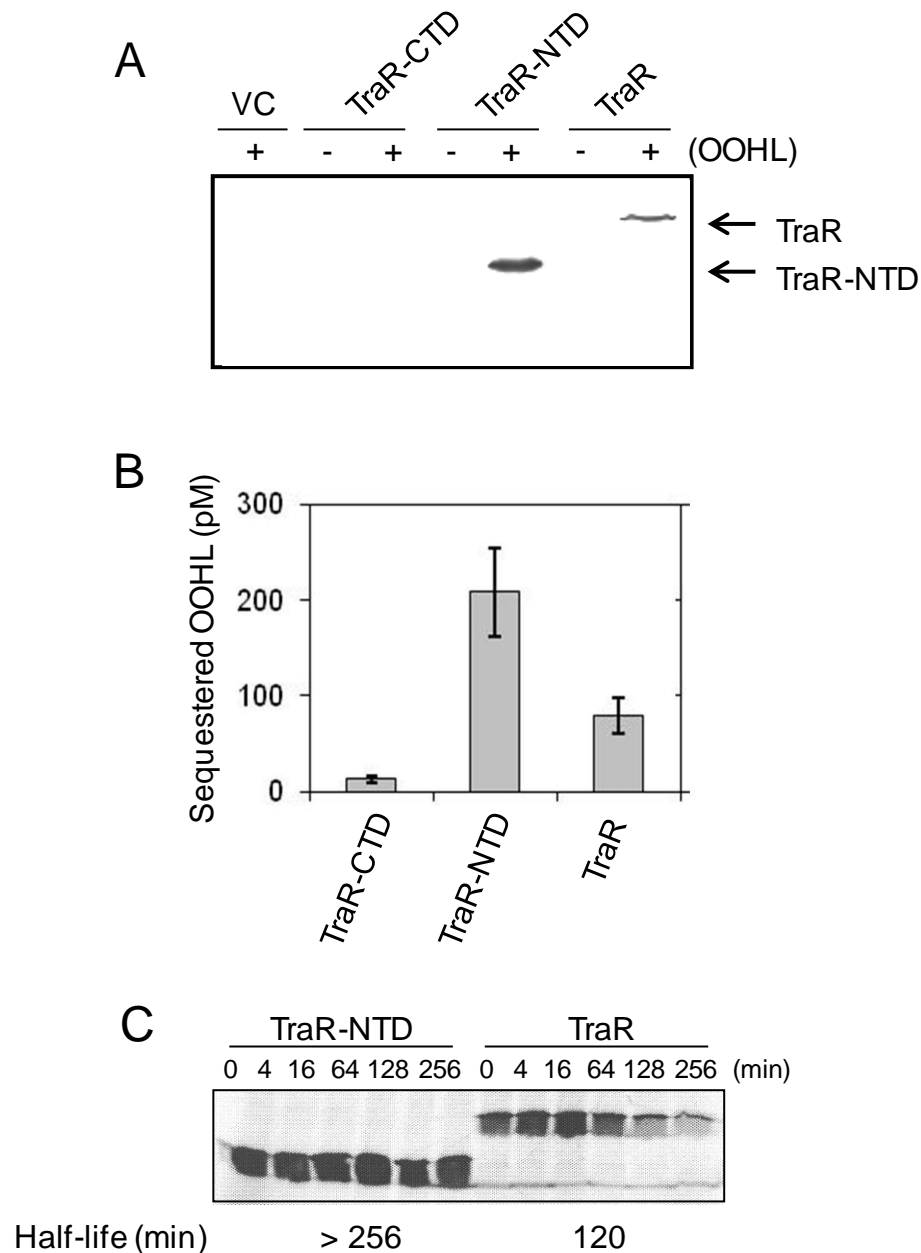 A
VC TraR-CTD TraR-NTD TraR
+ - + - + - + (OOHL)
TraR
TraR-NTD
B
Sequestered OOHL (pM)
300
200
100
0
TraR-CTD TraR-NTD TraR
C
TraR-NTD TraR
0 4 16 64 128 256 0 4 16 64 128 256 (min)
Half-life (min) > 256 120